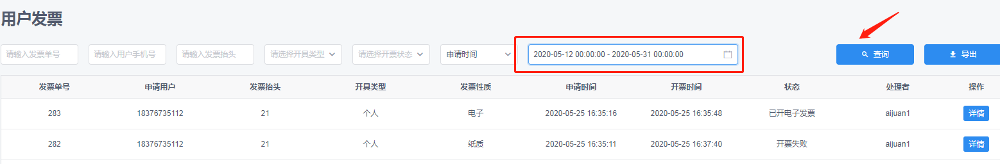 用户发票
请输入发票单号 请输入用户手机号 请输入发票抬头 请选择开具类型 请选择开票状态 申请时间 2020-05-12 00:00:00 - 2020-05-31 00:00:00 查询 导出
发票单号 申请用户 发票抬头 开具类型 发票性质 申请时间 开票时间 状态 处理者 操作
283 18376735112 21 个人 电子 2020-05-25 16:35:16 2020-05-25 16:35:48 已开电子发票 aijuan1 详情
282 18376735112 21 个人 纸质 2020-05-25 16:35:11 2020-05-25 16:37:40 开票失败 aijuan1 详情